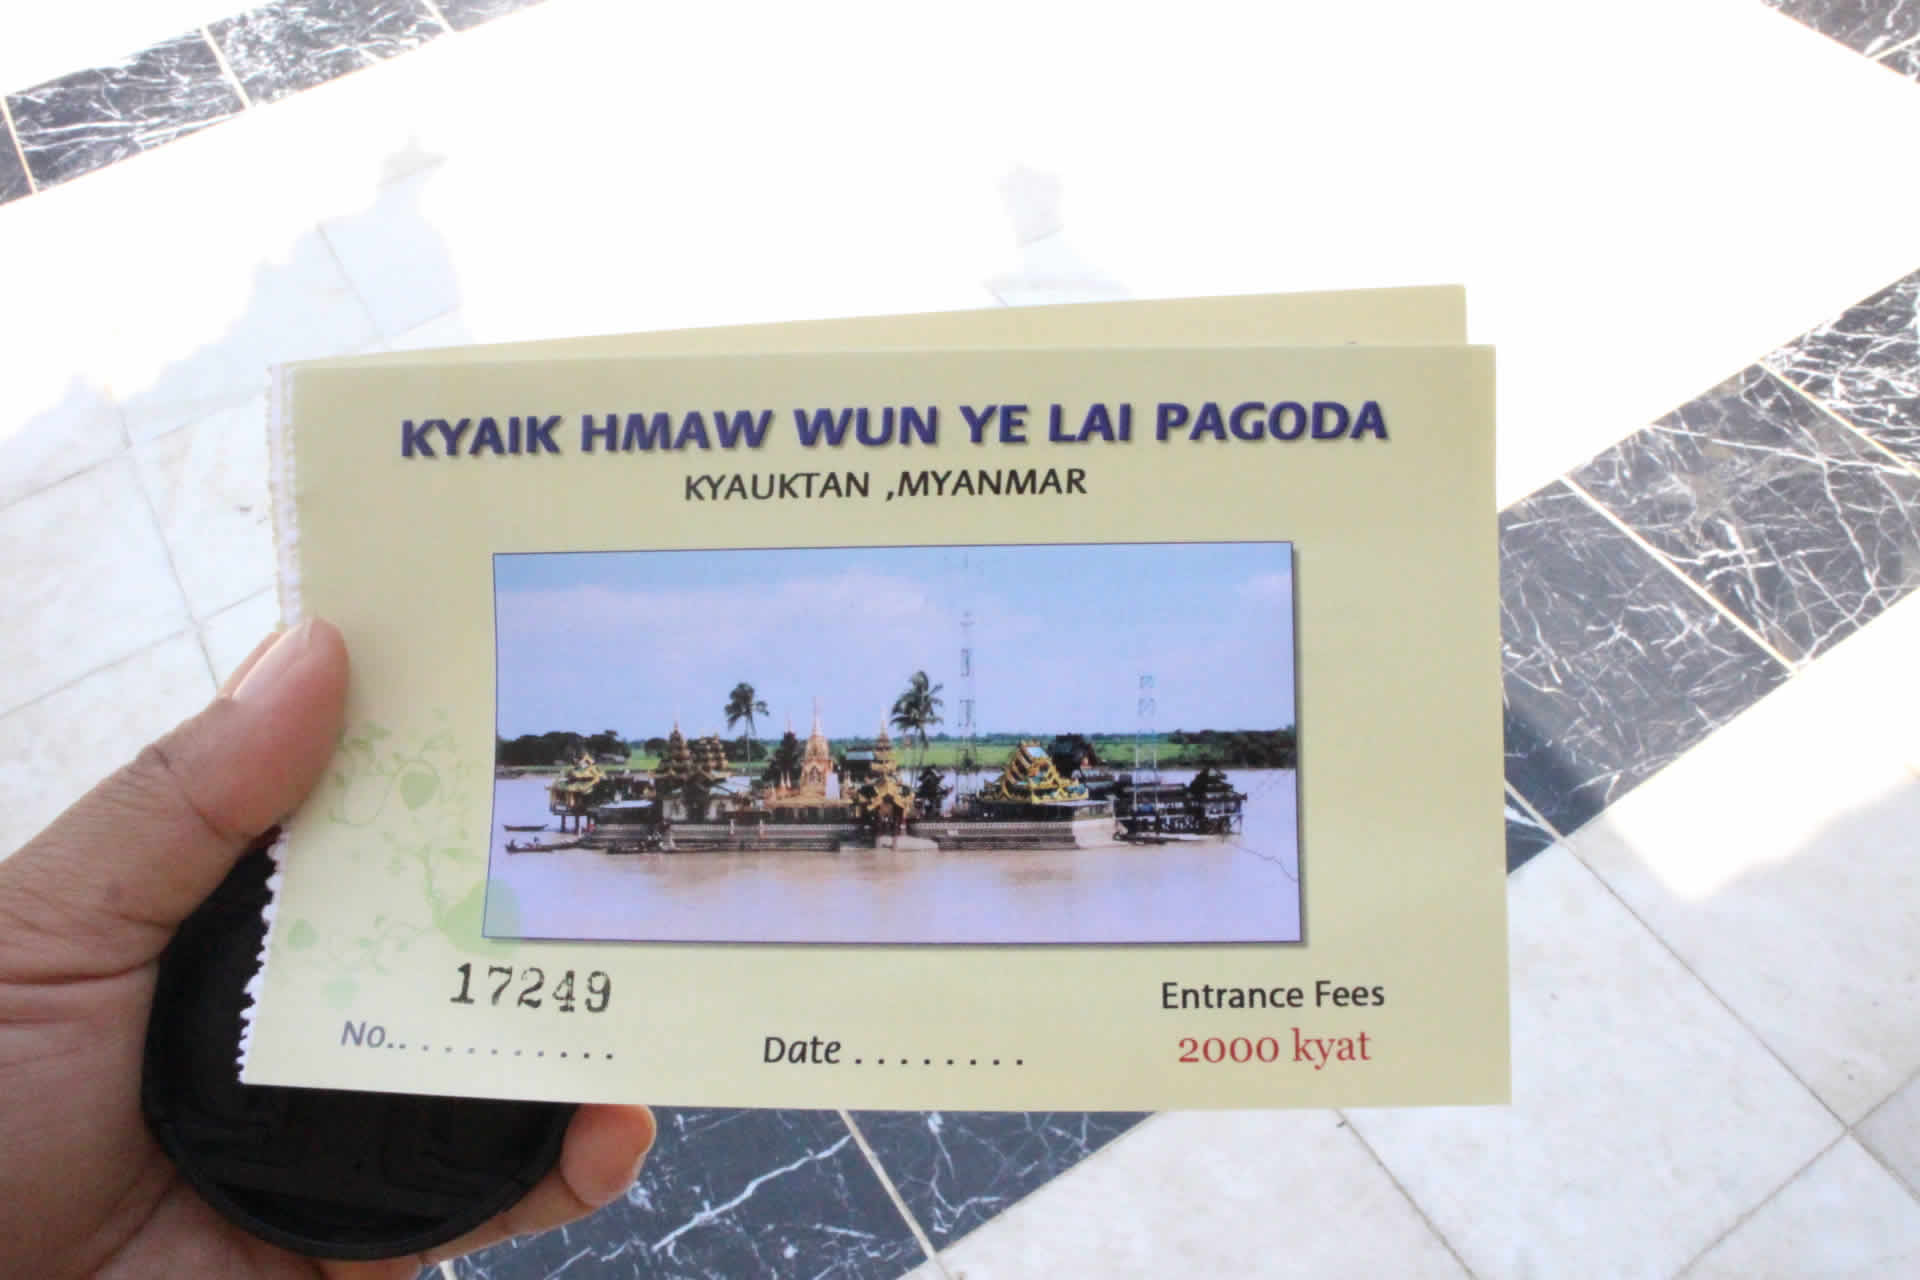 KYAIK HMAW WUN YE LAI PAGODA
KYAUKTAN ,MYANMAR
17249
No.. . . . . . . . . . .
Date . . . . . . . .
Entrance Fees
2000 kyat